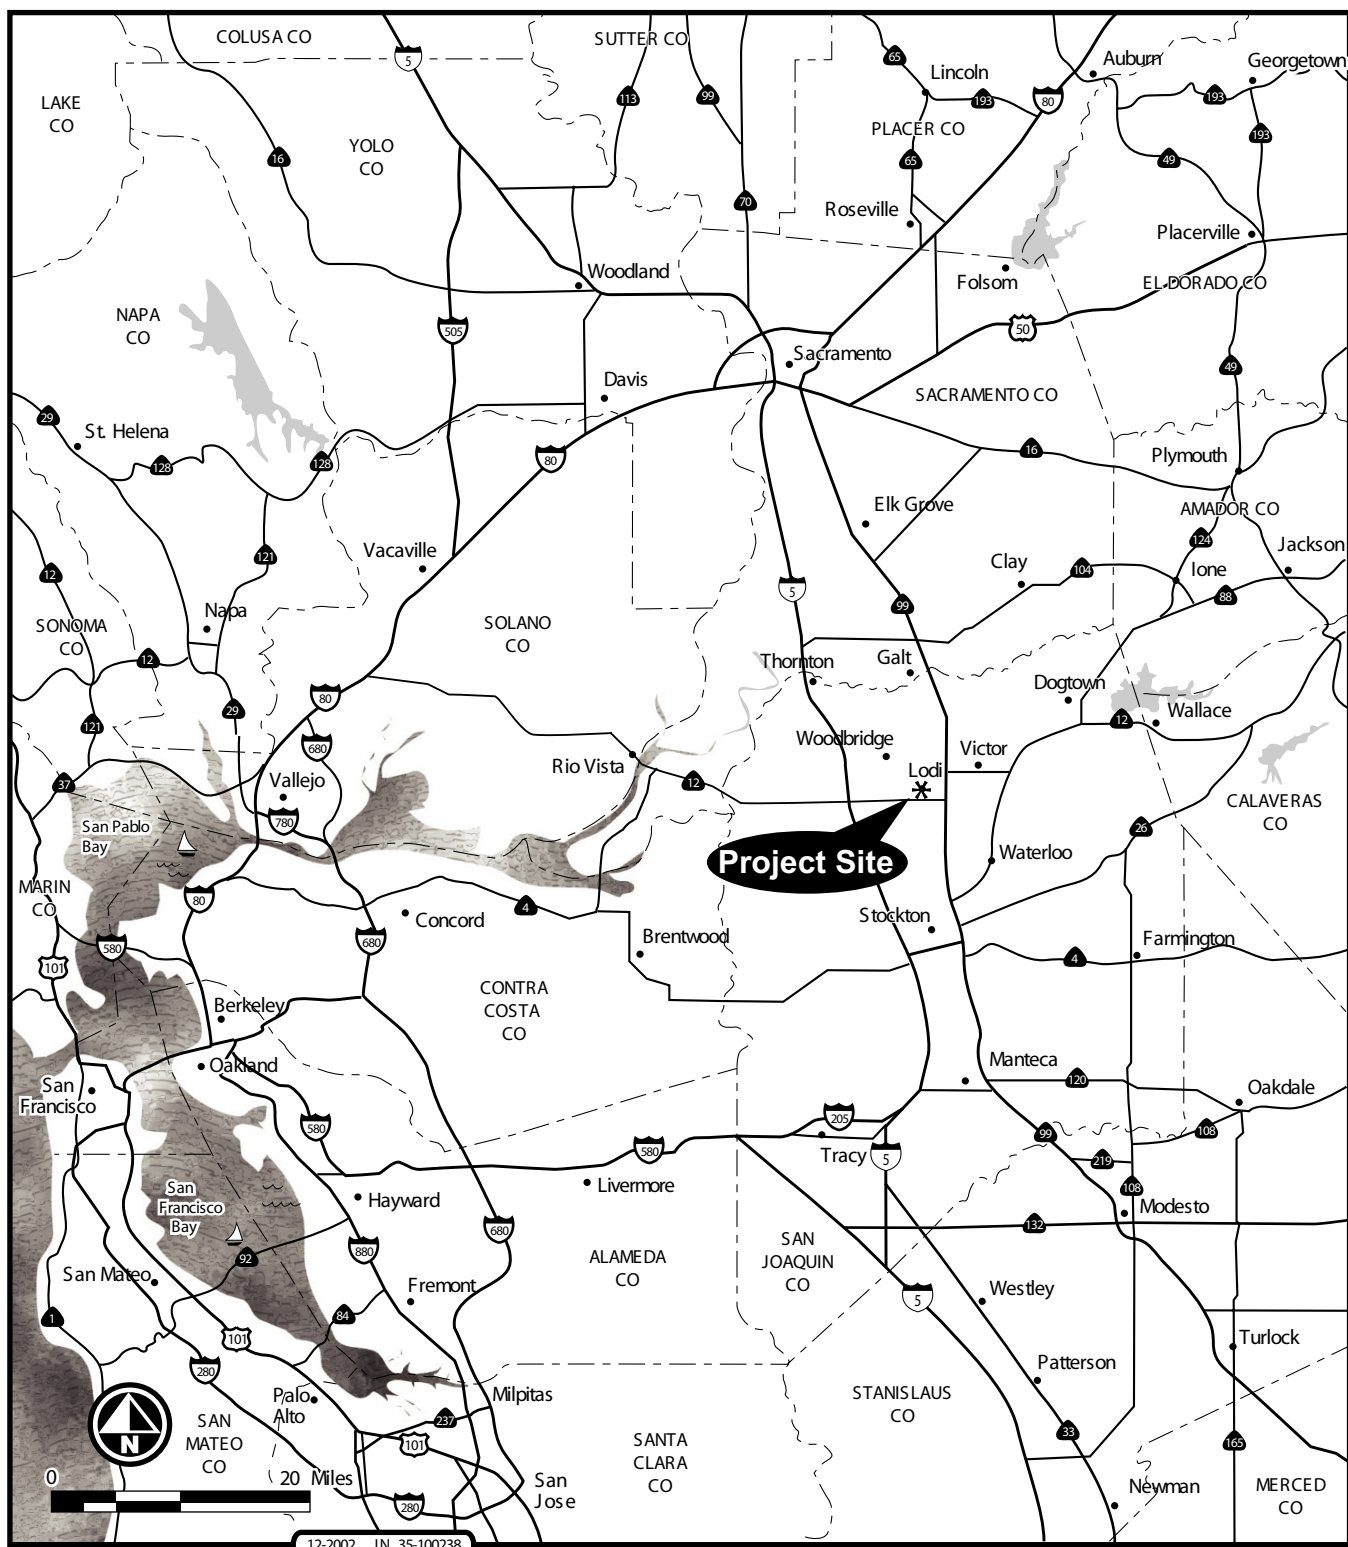 COLUSA CO
5
SUTTER CO
65
Lincoln
193
80
Auburn
Georgetown
193
193
LAKE
CO
113
99
PLACER CO
16
YOLO
CO
65
49
70
Roseville
Placerville
Woodland
Folsom
EL DORADO CO
NAPA
CO
505
50
Sacramento
49
Davis
SACRAMENTO CO
29
St. Helena
128
128
80
16
Plymouth
Elk Grove
AMADOR CO
124
Jackson
Vacaville
121
12
Clay
104
Ione
5
99
88
Napa
SONOMA
CO
SOLANO
CO
12
Thornton
Galt
80
29
121
Dogtown
12
Wallace
680
Woodbridge
Victor
Rio Vista
12
Lodi
37
Vallejo
780
San Pablo
Bay
CALAVERAS
CO
26
Project Site
Waterloo
MARIN
CO
80
Concord
4
Stockton
680
580
Brentwood
Farmington
4
101
CONTRA
COSTA
CO
Berkeley
Oakland
Manteca
120
San
Francisco
Oakdale
580
205
99
108
580
Tracy
5
219
108
San
Francisco
Bay
Hayward
Livermore
Modesto
680
132
92
880
ALAMEDA
CO
SAN
JOAQUIN
CO
San Mateo
Fremont
5
Westley
1
84
101
Turlock
280
Patterson
Palo
Alto
Milpitas
STANISLAUS
CO
237
SAN
MATEO
CO
101
SANTA
CLARA
CO
33
165
N
0
20 Miles
280
San
Jose
Newman
MERCED
CO
12-2002 JN 35-100238